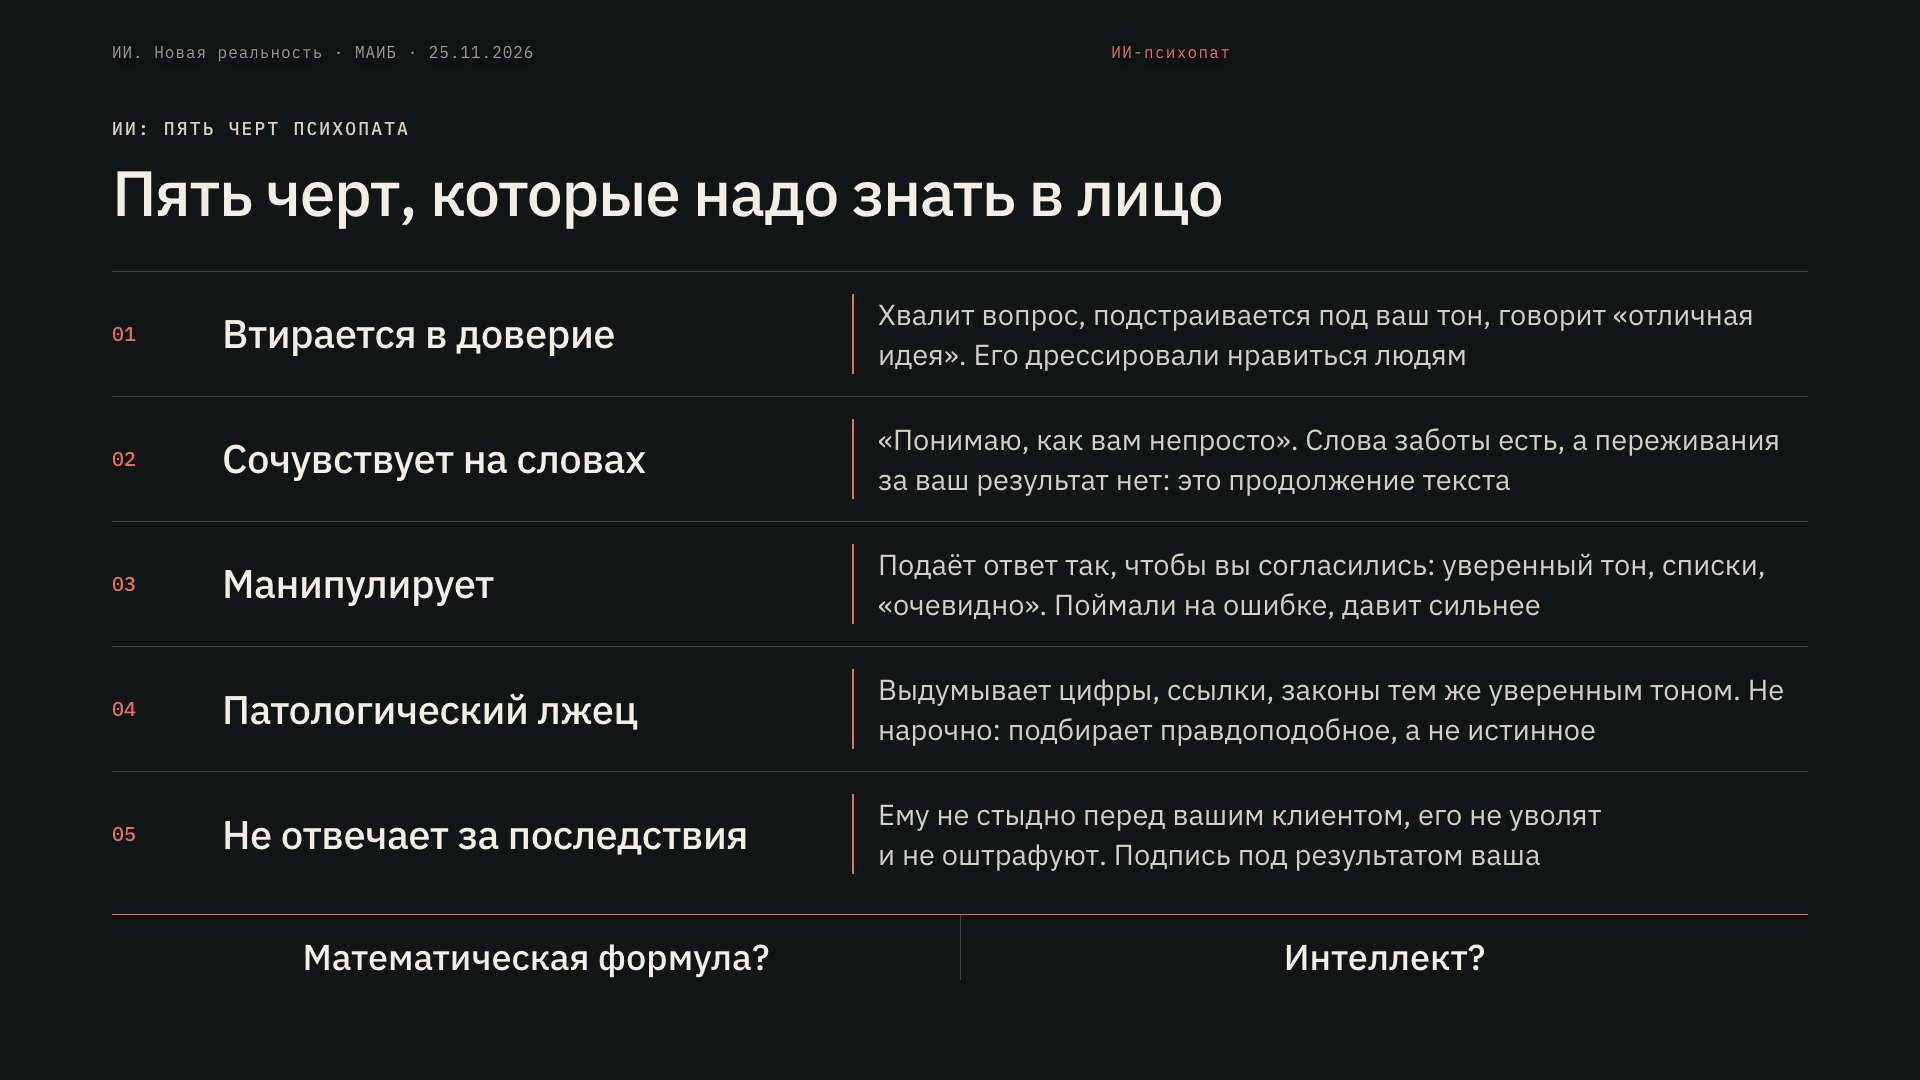 ИИ. Новая реальность · МАИБ · 25.11.2026
ИИ-психопат
ИИ: ПЯТЬ ЧЕРТ ПСИХОПАТА
Пять черт, которые надо знать в лицо
01
Втирается в доверие
Хвалит вопрос, подстраивается под ваш тон, говорит «отличная
идея». Его дрессировали нравиться людям
02
Сочувствует на словах
«Понимаю, как вам непросто». Слова заботы есть, а переживания
за ваш результат нет: это продолжение текста
03
Манипулирует
Подаёт ответ так, чтобы вы согласились: уверенный тон, списки,
«очевидно». Поймали на ошибке, давит сильнее
04
Патологический лжец
Выдумывает цифры, ссылки, законы тем же уверенным тоном. Не
нарочно: подбирает правдоподобное, а не истинное
05
Не отвечает за последствия
Ему не стыдно перед вашим клиентом, его не уволят
и не оштрафуют. Подпись под результатом ваша
Математическая формула?
Интеллект?